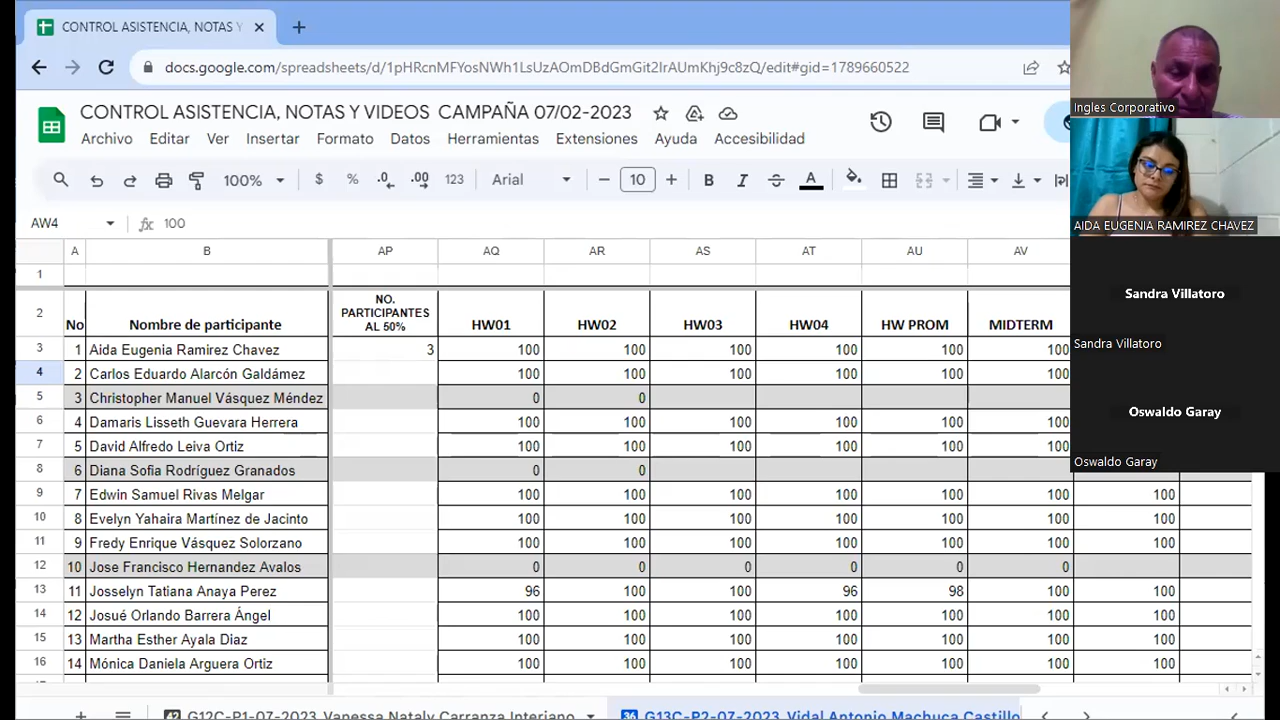 CONTROL ASISTENCIA, NOTAS Y
docs.google.com/spreadsheets/d/1pHRcnMFYosNWh1LsUzAOmDBdGmGit2IrAUmKhj9c8zQ/edit#gid=1789660522
CONTROL ASISTENCIA, NOTAS Y VIDEOS CAMPAÑA 07/02-2023
Archivo Editar Ver Insertar Formato Datos Herramientas Extensiones Ayuda Accesibilidad
100% $ % .0 .00 123 Arial 10 B I S A
AW4 fx 100
A B AP AQ AR AS AT AU AV
1
2 No Nombre de participante NO. PARTICIPANTES AL 50% HW01 HW02 HW03 HW04 HW PROM MIDTERM
3 1 Aida Eugenia Ramirez Chavez 3 100 100 100 100 100 100
4 2 Carlos Eduardo Alarcón Galdámez 100 100 100 100 100 100
5 3 Christopher Manuel Vásquez Méndez 0 0
6 4 Damaris Lisseth Guevara Herrera 100 100 100 100 100 100
7 5 David Alfredo Leiva Ortiz 100 100 100 100 100 100
8 6 Diana Sofia Rodríguez Granados 0 0
9 7 Edwin Samuel Rivas Melgar 100 100 100 100 100 100 100
10 8 Evelyn Yahaira Martínez de Jacinto 100 100 100 100 100 100 100
11 9 Fredy Enrique Vásquez Solorzano 100 100 100 100 100 100 100
12 10 Jose Francisco Hernandez Avalos 0 0 0 0 0 0
13 11 Josselyn Tatiana Anaya Perez 96 100 100 96 98 100 100
14 12 Josué Orlando Barrera Ángel 100 100 100 100 100 100 100
15 13 Martha Esther Ayala Diaz 100 100 100 100 100 100 100
16 14 Mónica Daniela Arguera Ortiz 100 100 100 100 100 100 100
42 G12C-P1-07-2023 Vanessa Nataly Carranza Interiano 36 G13C-P2-07-2023 Vidal Antonio Machuca Castillo
Ingles Corporativo
AIDA EUGENIA RAMIREZ CHAVEZ
Sandra Villatoro
Sandra Villatoro
Oswaldo Garay
Oswaldo Garay